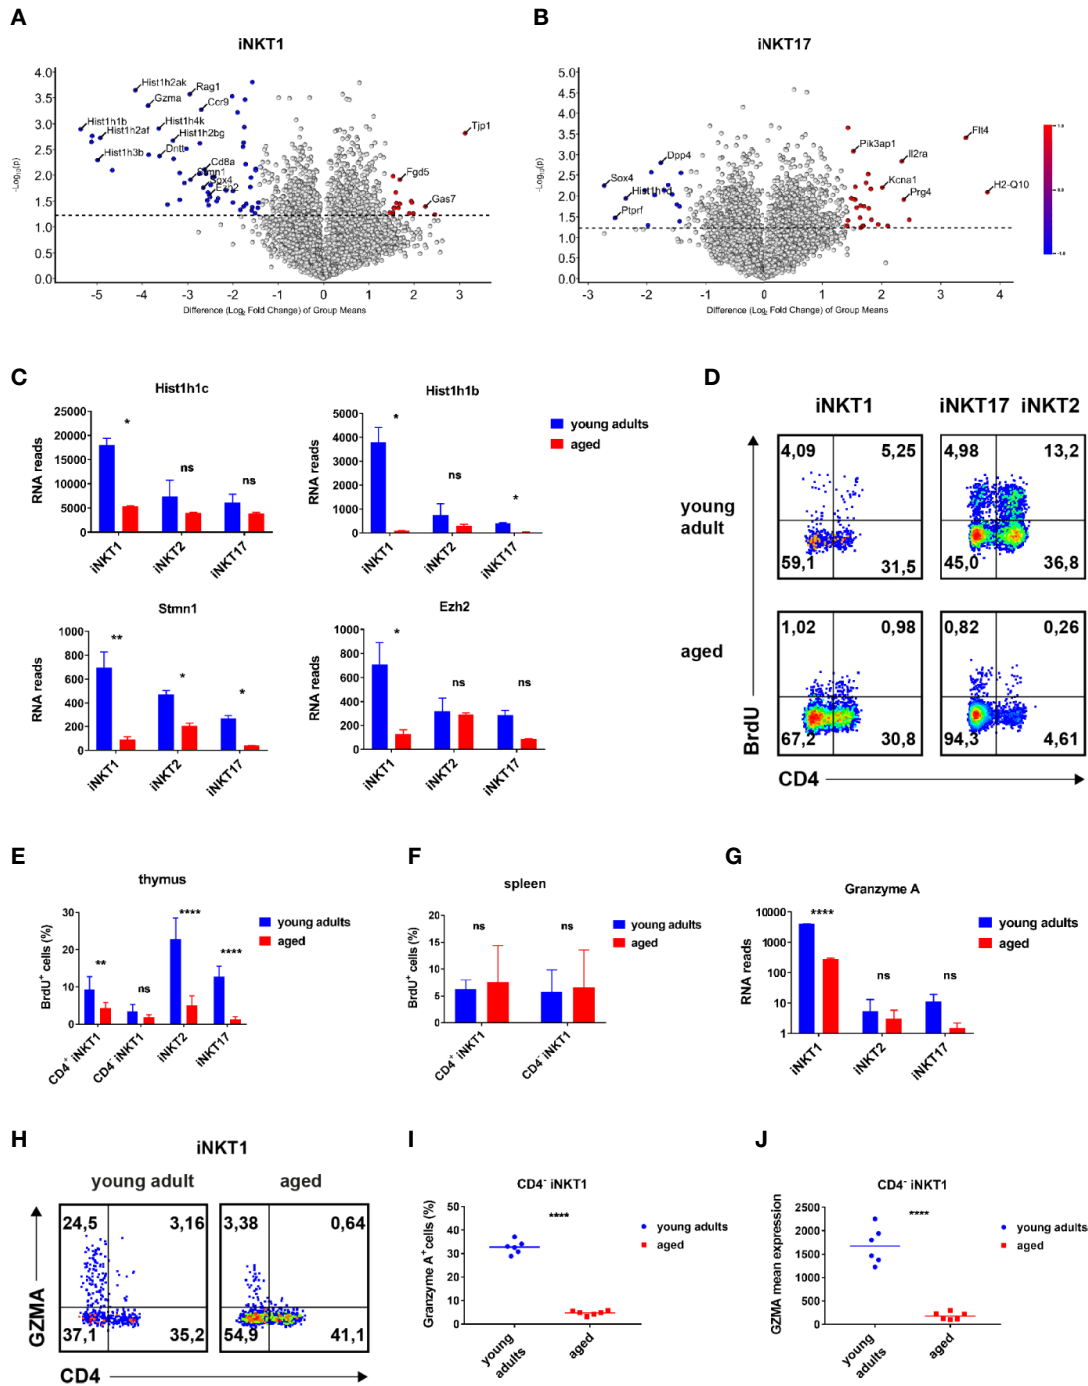 A
iNKT1
-Log10(p)
4.0
3.5
3.0
2.5
2.0
1.5
1.0
0.5
0.0
Hist1h2ak
Rag1
Gzma
Ccr9
Hist1h1b
Hist1h4k
Hist1h2af
Hist1h2bg
Hist1h3b
Dntt
Cd8a
Stmn1
Sox4
Ezh2
Tjp1
Fgd5
Gas7
-5 -4 -3 -2 -1 0 1 2 3
Difference (Log2 Fold Change) of Group Means
B
iNKT17
-Log10(p)
5.0
4.5
4.0
3.5
3.0
2.5
2.0
1.5
1.0
0.5
0.0
Dpp4
Sox4
Hist1h1c
Ptprf
Pik3ap1
Flt4
Il2ra
Kcna1
H2-Q10
Prg4
-3 -2 -1 0 1 2 3 4
Difference (Log2 Fold Change) of Group Means
C
Hist1h1c
RNA reads
25000
20000
15000
10000
5000
0
* ns ns
iNKT1 iNKT2 iNKT17
Hist1h1b
RNA reads
5000
4000
3000
2000
1000
0
* ns *
iNKT1 iNKT2 iNKT17
young adults
aged
Stmn1
RNA reads
1000
800
600
400
200
0
** * *
iNKT1 iNKT2 iNKT17
Ezh2
RNA reads
1000
800
600
400
200
0
* ns ns
iNKT1 iNKT2 iNKT17
D
iNKT1 iNKT17 iNKT2
young
adult
4,09 5,25
59,1 31,5
4,98 13,2
45,0 36,8
aged
1,02 0,98
67,2 30,8
0,82 0,26
94,3 4,61
BrdU
CD4
E
thymus
BrdU+ cells (%)
30
20
10
0
** ns **** ****
CD4+ iNKT1 CD4- iNKT1 iNKT2 iNKT17
young adults
aged
F
spleen
BrdU+ cells (%)
20
15
10
5
0
ns ns
CD4+ iNKT1 CD4- iNKT1
young adults
aged
G
Granzyme A
RNA reads
10000
1000
100
10
1
**** ns ns
iNKT1 iNKT2 iNKT17
young adults
aged
H
iNKT1
young adult aged
24,5 3,16
37,1 35,2
3,38 0,64
54,9 41,1
GZMA
CD4
I
CD4- iNKT1
Granzyme A+ cells (%)
50
40
30
20
10
0
****
young
adults
aged
young adults
aged
J
CD4- iNKT1
GZMA mean expression
2500
2000
1500
1000
500
0
****
young
adults
aged
young adults
aged